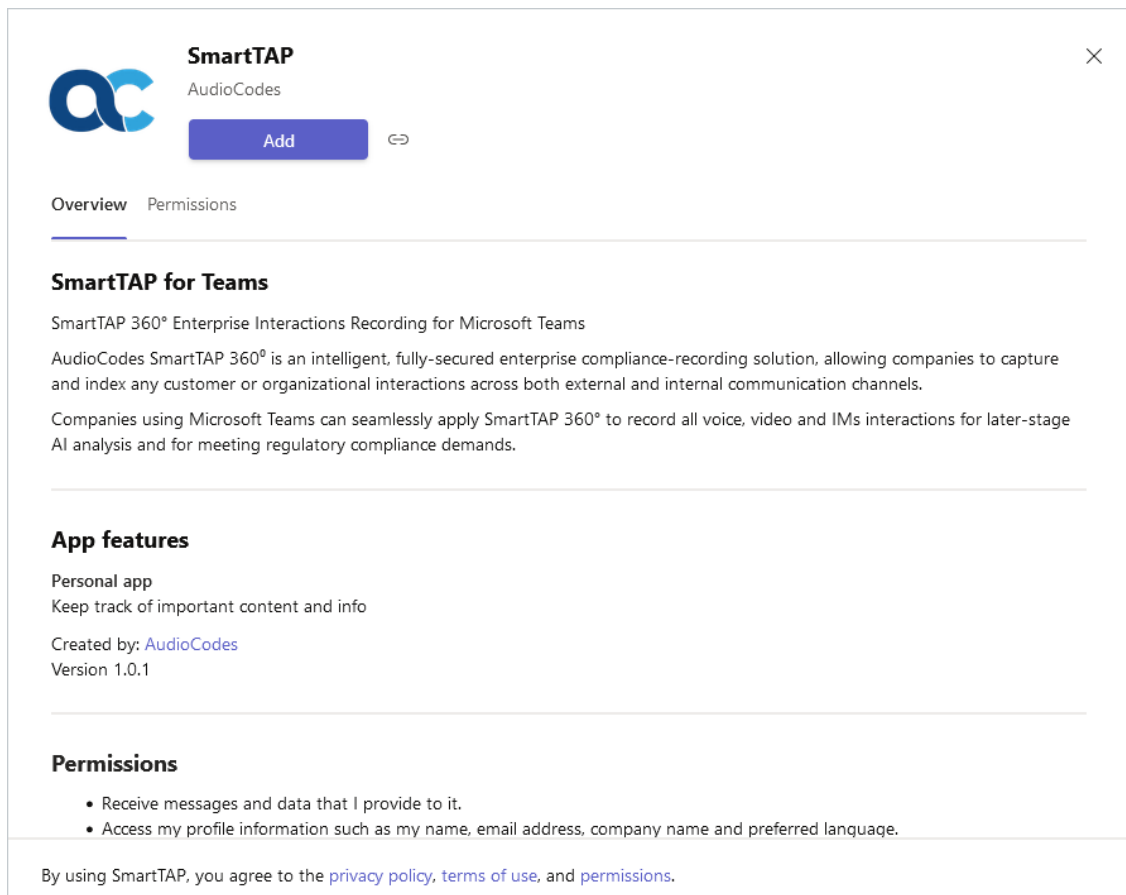 SmartTAP
AudioCodes
Add
Overview Permissions
SmartTAP for Teams
SmartTAP 360° Enterprise Interactions Recording for Microsoft Teams
AudioCodes SmartTAP 360⁰ is an intelligent, fully-secured enterprise compliance-recording solution, allowing companies to capture
and index any customer or organizational interactions across both external and internal communication channels.
Companies using Microsoft Teams can seamlessly apply SmartTAP 360° to record all voice, video and IMs interactions for later-stage
AI analysis and for meeting regulatory compliance demands.
App features
Personal app
Keep track of important content and info
Created by: AudioCodes
Version 1.0.1
Permissions
• Receive messages and data that I provide to it.
• Access my profile information such as my name, email address, company name and preferred language.
By using SmartTAP, you agree to the privacy policy, terms of use, and permissions.